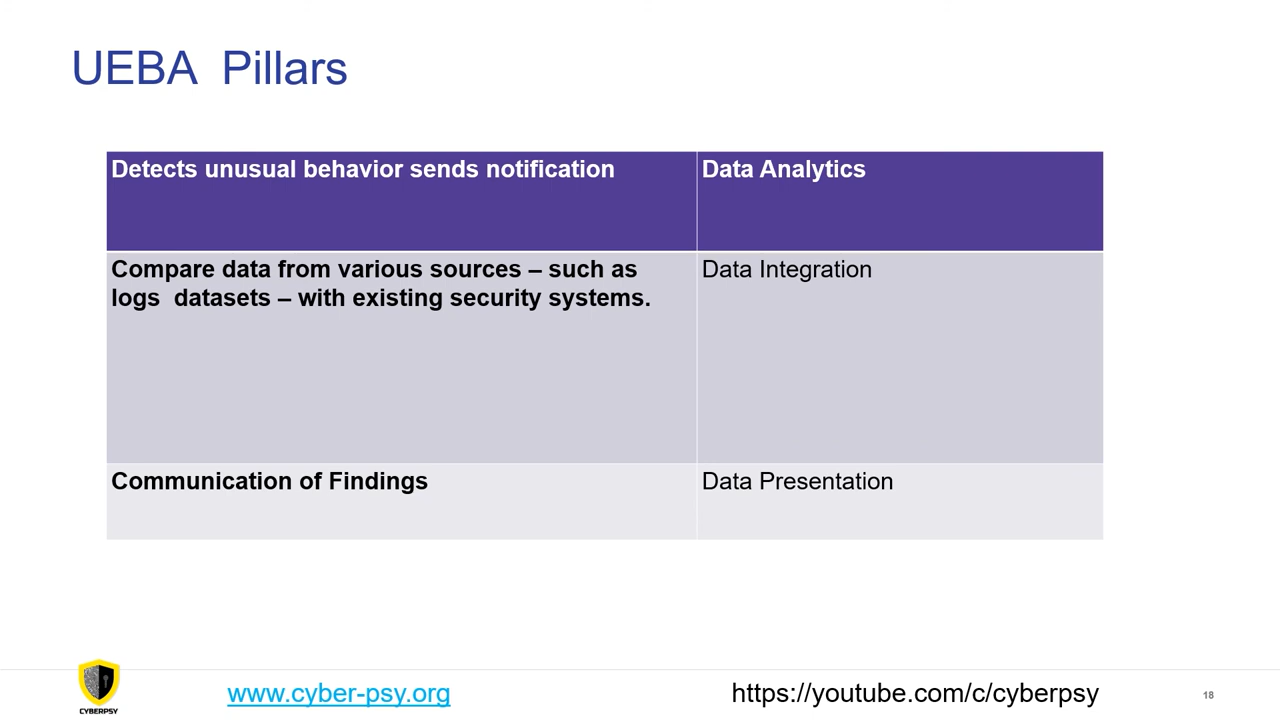 UEBA  Pillars
Detects unusual behavior sends notification
Data Analytics
Compare data from various sources – such as
logs  datasets – with existing security systems.
Data Integration
Communication of Findings
Data Presentation
CYBERPSY
www.cyber-psy.org
https://youtube.com/c/cyberpsy
18